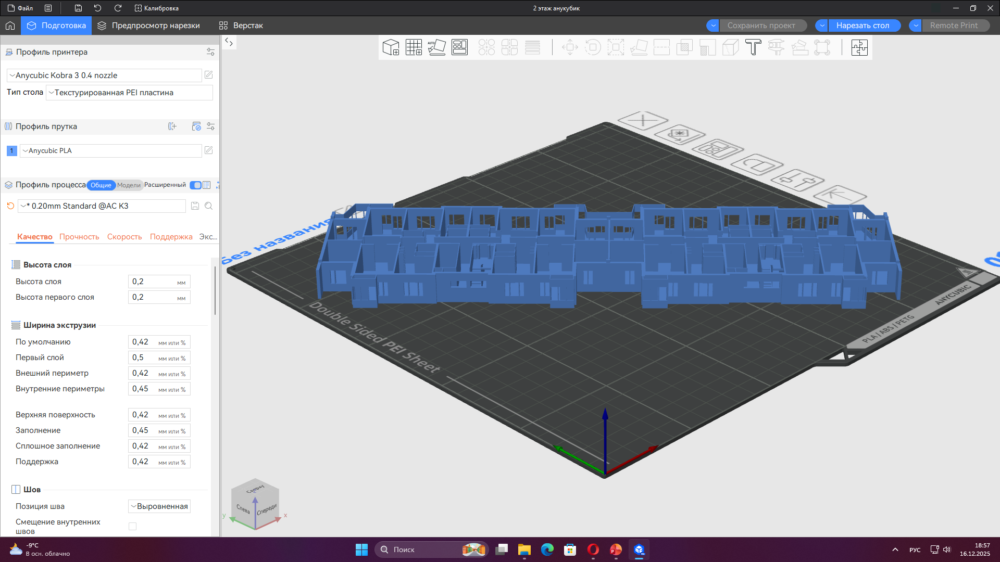 Файл
Калибровка
2 этаж анукубик
Подготовка
Предпросмотр нарезки
Верстак
Сохранить проект
Нарезать стол
Remote Print
Профиль принтера
Anycubic Kobra 3 0.4 nozzle
Тип стола
Текстурированная PEI пластина
Профиль прутка
1
Anycubic PLA
Профиль процесса
Общие
Модели
Расширенный
* 0.20mm Standard @AC K3
Качество
Прочность
Скорость
Поддержка
Экс...
Высота слоя
Высота слоя 0,2 мм
Высота первого слоя 0,2 мм
Ширина экструзии
По умолчанию 0,42 мм или %
Первый слой 0,5 мм или %
Внешний периметр 0,42 мм или %
Внутренние периметры 0,45 мм или %
Верхняя поверхность 0,42 мм или %
Заполнение 0,45 мм или %
Сплошное заполнение 0,42 мм или %
Поддержка 0,42 мм или %
Шов
Позиция шва Выровненная
Смещение внутренних
швов
AUTO
Без названия
Double Sided PEI Sheet
ANYCUBIC
PLA / ABS / PETG
Сверху
Слева
Спереди
z
y
x
-9°C
В осн. облачно
Поиск
РУС
18:57
16.12.2025